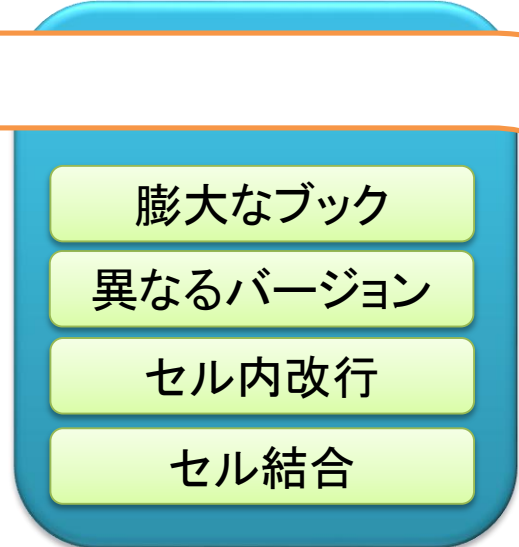 膨大なブック
異なるバージョン
セル内改行
セル結合